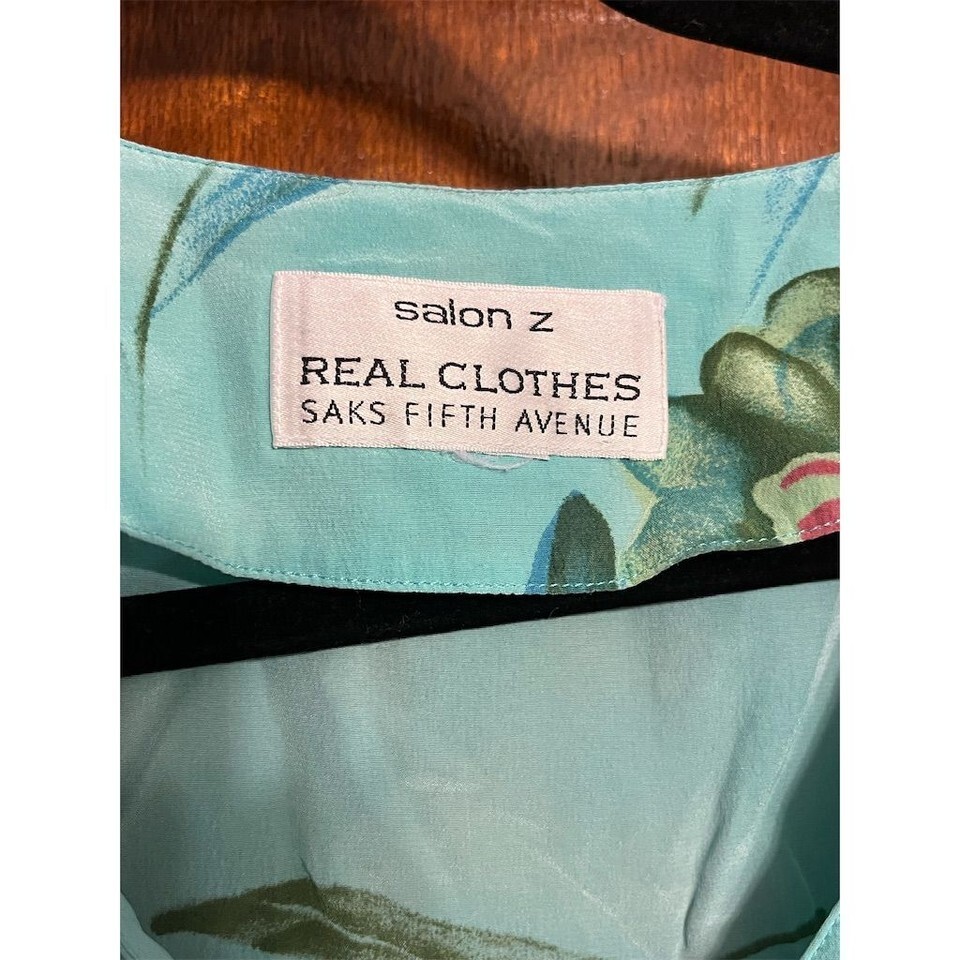 salon z
REAL CLOTHES
SAKS FIFTH AVENUE